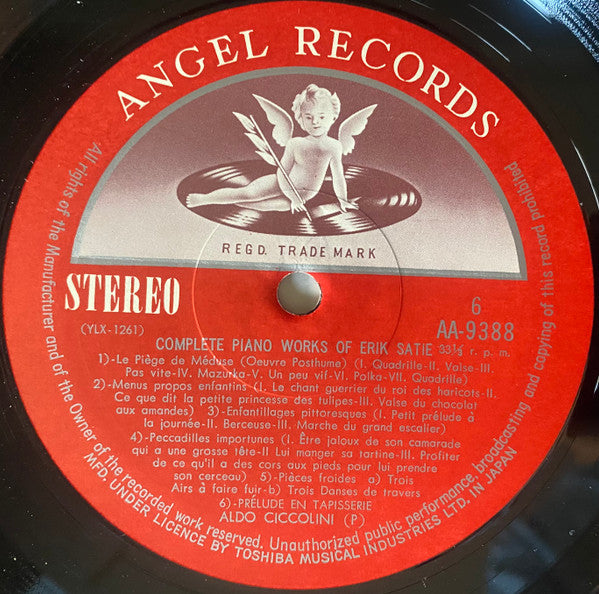 ANGEL RECORDS
REGD. TRADE MARK
STEREO
(YLX-1261)
6
AA-9388
COMPLETE PIANO WORKS OF ERIK SATIE 33⅓ r. p. m.
1)-Le Piège de Méduse (Oeuvre Posthume) (I. Quadrille-II. Valse-III
Pas vite-IV. Mazurka-V. Un peu vif-VI. Polka-VII. Quadrille)
2)-Menus propos enfantins (I. Le chant guerrier du roi des haricots-II.
Ce que dit la petite princesse des tulipes-III. Valse du chocolat
aux amandes) 3)-Enfantillages pittoresques (I. Petit prélude à
la journée-II. Berceuse-III. Marche du grand escalier)
4)-Peccadilles importunes (I. Être jaloux de son camarade
qui a une grosse tête-II Lui manger sa tartine-III. Profiter
de ce qu'il a des cors aux pieds pour lui prendre
son cerceau) 5)-Pièces froides a) Trois
Airs à faire fuir-b) Trois Danses de travers
6)-PRÉLUDE EN TAPISSERIE
ALDO CICCOLINI (P)
All rights of the Manufacturer and of the Owner of the recorded work reserved. Unauthorized public performance, broadcasting and copying of this record prohibited
MFD. UNDER LICENCE BY TOSHIBA MUSICAL INDUSTRIES LTD. IN JAPAN